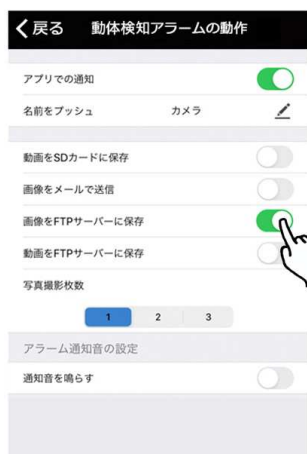 戻る 動体検知アラームの動作
アプリでの通知
名前をプッシュ カメラ
動画をSDカードに保存
画像をメールで送信
画像をFTPサーバーに保存
動画をFTPサーバーに保存
写真撮影枚数
1 2 3
アラーム通知音の設定
通知音を鳴らす